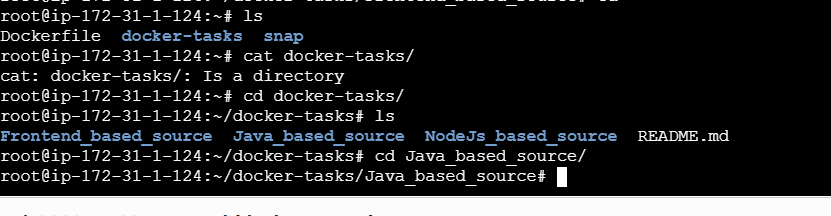 root@ip-172-31-1-124:~# ls
Dockerfile  docker-tasks  snap
root@ip-172-31-1-124:~# cat docker-tasks/
cat: docker-tasks/: Is a directory
root@ip-172-31-1-124:~# cd docker-tasks/
root@ip-172-31-1-124:~/docker-tasks# ls
Frontend_based_source  Java_based_source  NodeJs_based_source  README.md
root@ip-172-31-1-124:~/docker-tasks# cd Java_based_source/
root@ip-172-31-1-124:~/docker-tasks/Java_based_source#